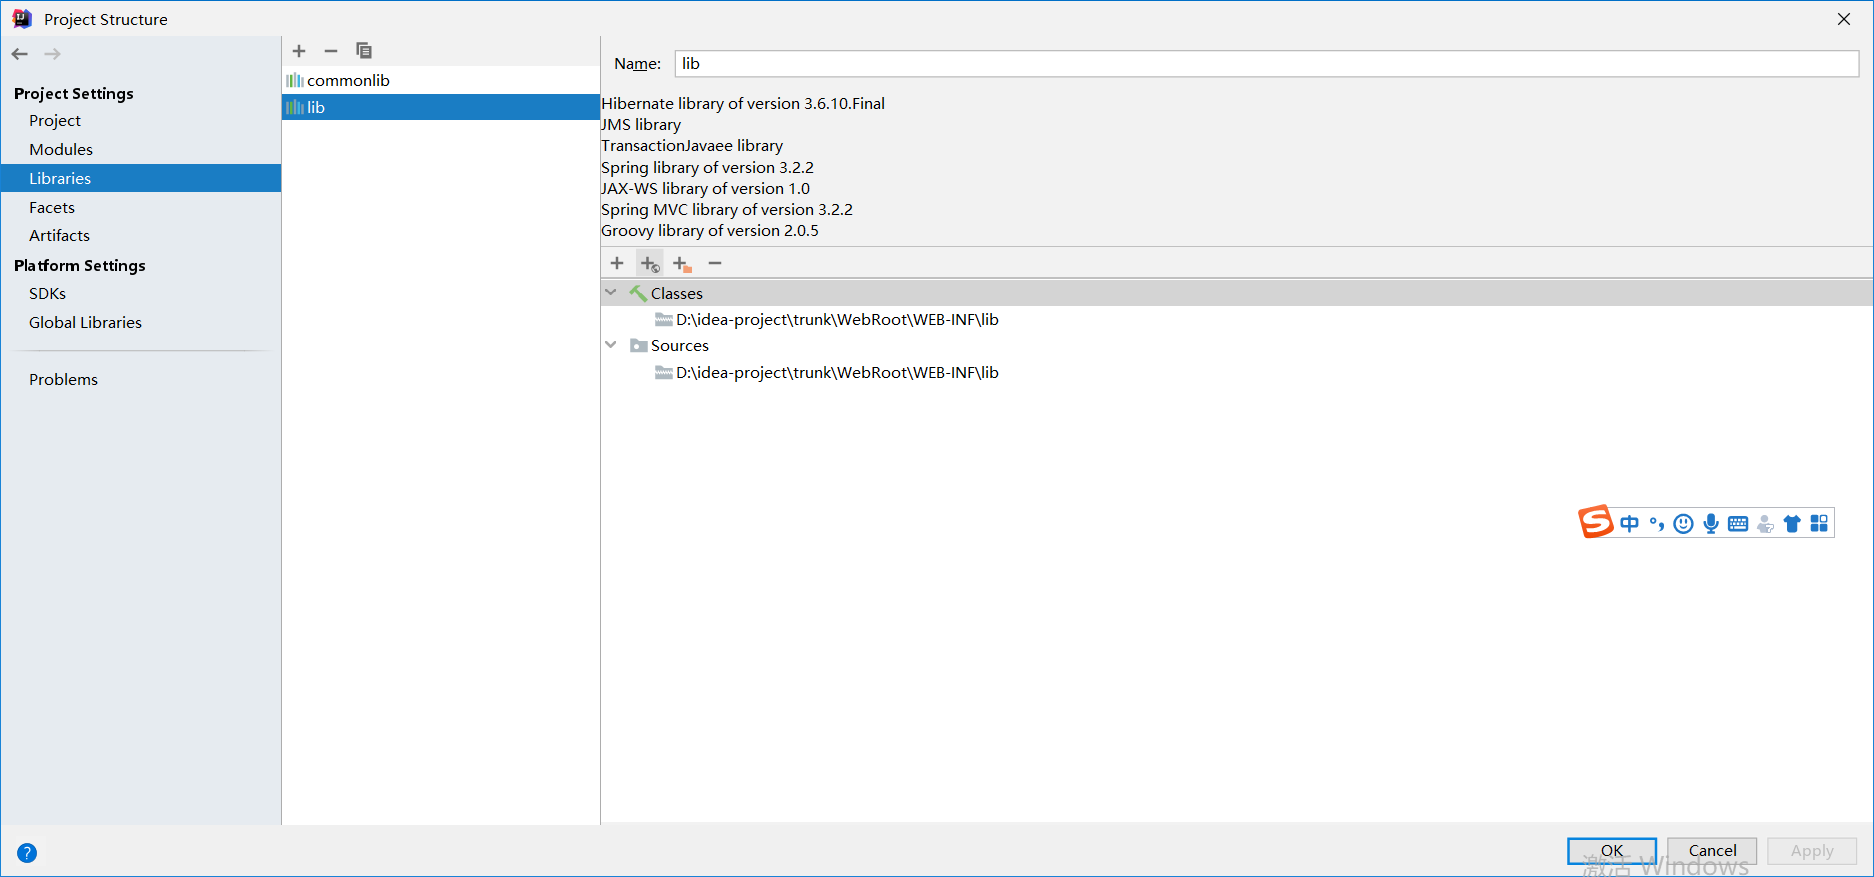 Project Structure
Project Settings
Project
Modules
Libraries
Facets
Artifacts
Platform Settings
SDKs
Global Libraries
Problems
commonlib
lib
Name: lib
Hibernate library of version 3.6.10.Final
JMS library
TransactionJavaee library
Spring library of version 3.2.2
JAX-WS library of version 1.0
Spring MVC library of version 3.2.2
Groovy library of version 2.0.5
Classes
D:\idea-project\trunk\WebRoot\WEB-INF\lib
Sources
D:\idea-project\trunk\WebRoot\WEB-INF\lib
中
?
OK Cancel Apply
激活 Windows